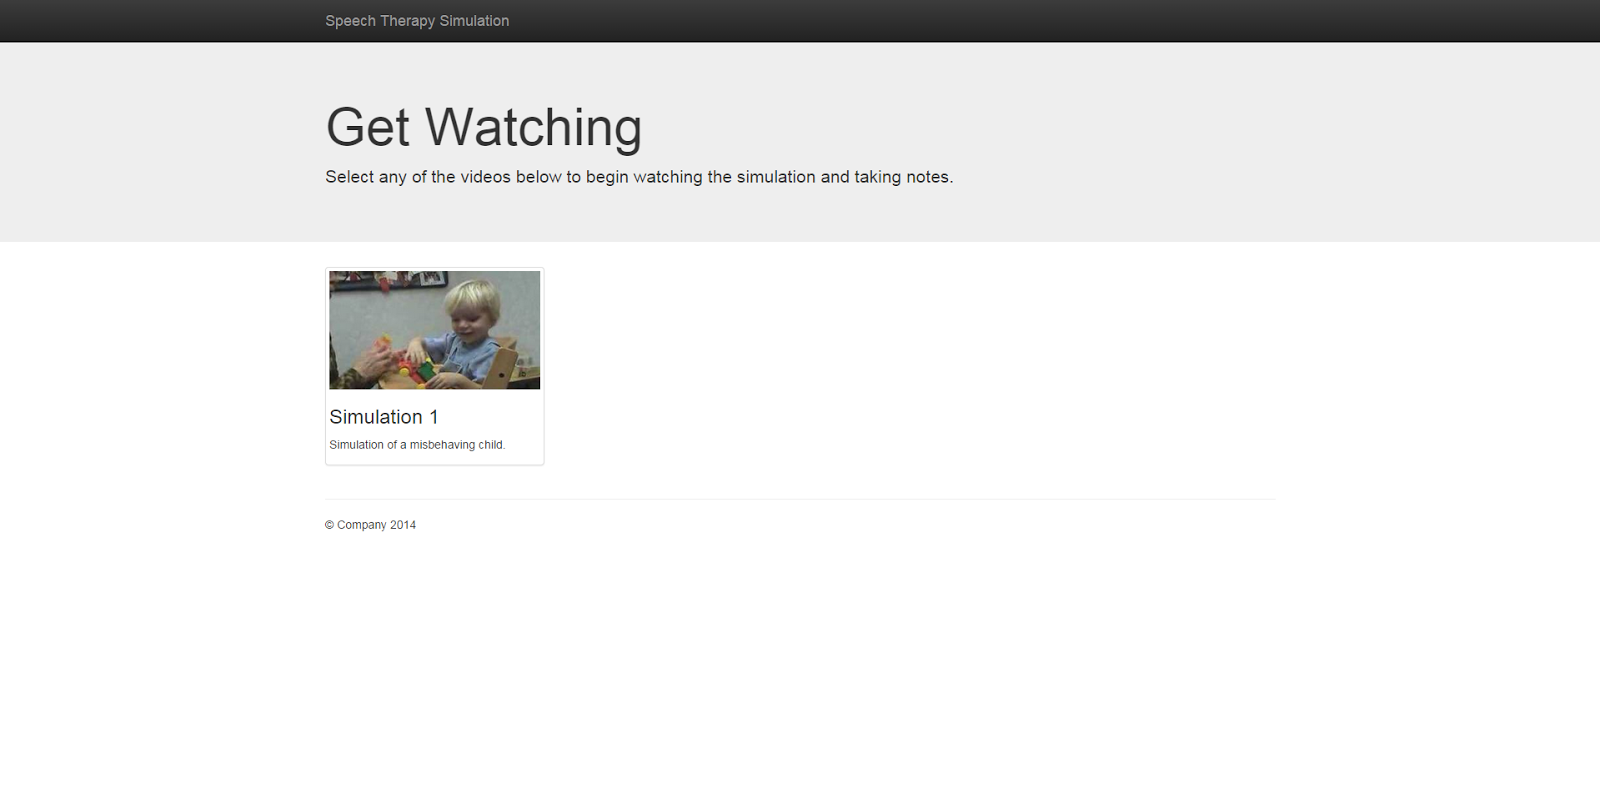 Speech Therapy Simulation
Get Watching
Select any of the videos below to begin watching the simulation and taking notes.
Simulation 1
Simulation of a misbehaving child.
© Company 2014